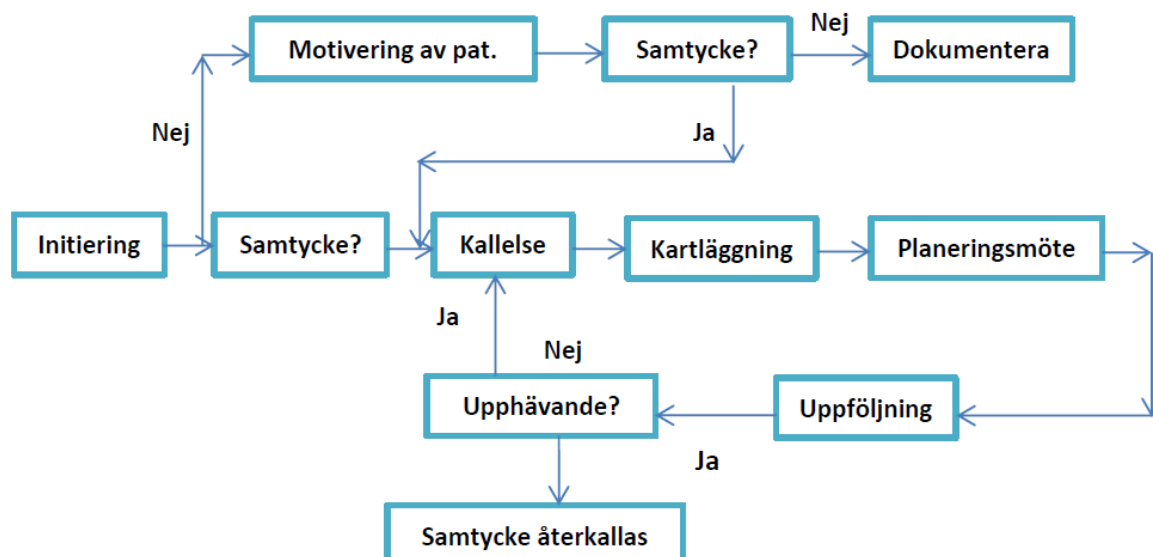 Nej
Motivering av pat.
Samtycke?
Dokumentera
Nej
Ja
Initiering
Samtycke?
Kallelse
Kartläggning
Planeringsmöte
Ja
Nej
Upphävande?
Uppföljning
Ja
Samtycke återkallas